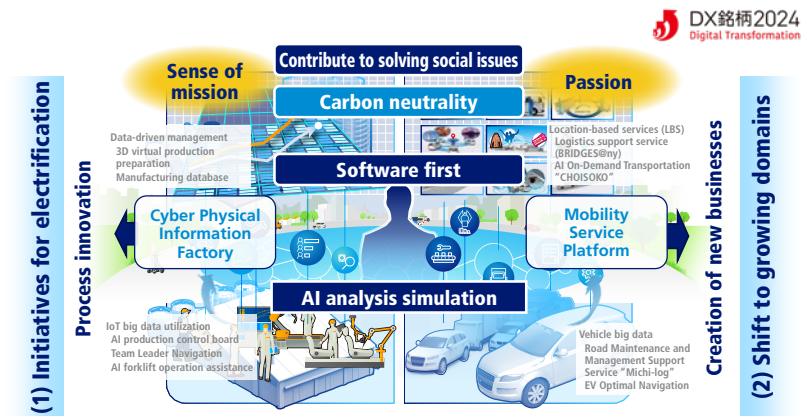 DX銘柄2024
Digital Transformation
Contribute to solving social issues
Sense of
mission
Carbon neutrality
Passion
Data-driven management
3D virtual production
preparation
Manufacturing database
Location-based services (LBS)
Logistics support service
(BRIDGES@ny)
AI On-Demand Transportation
“CHOISOKO”
Software first
(1) Initiatives for electrification
Process innovation
Cyber Physical
Information
Factory
Mobility
Service
Platform
Creation of new businesses
(2) Shift to growing domains
AI analysis simulation
IoT big data utilization
AI production control board
Team Leader Navigation
AI forklift operation assistance
Vehicle big data
Road Maintenance and
Management Support
Service “Michi-log”
EV Optimal Navigation